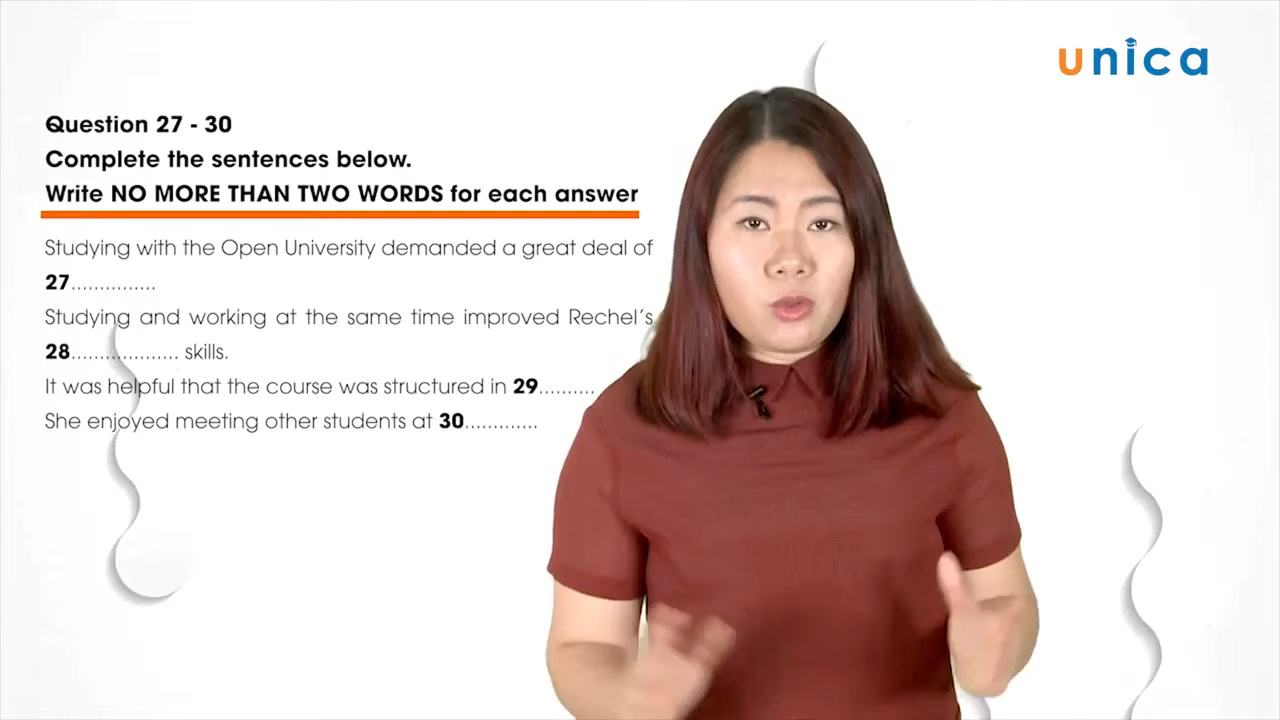 unica
Question 27 - 30
Complete the sentences below.
Write NO MORE THAN TWO WORDS for each answer
Studying with the Open University demanded a great deal of
27...............
Studying and working at the same time improved Rechel's
28................... skills.
It was helpful that the course was structured in 29..........
She enjoyed meeting other students at 30.............